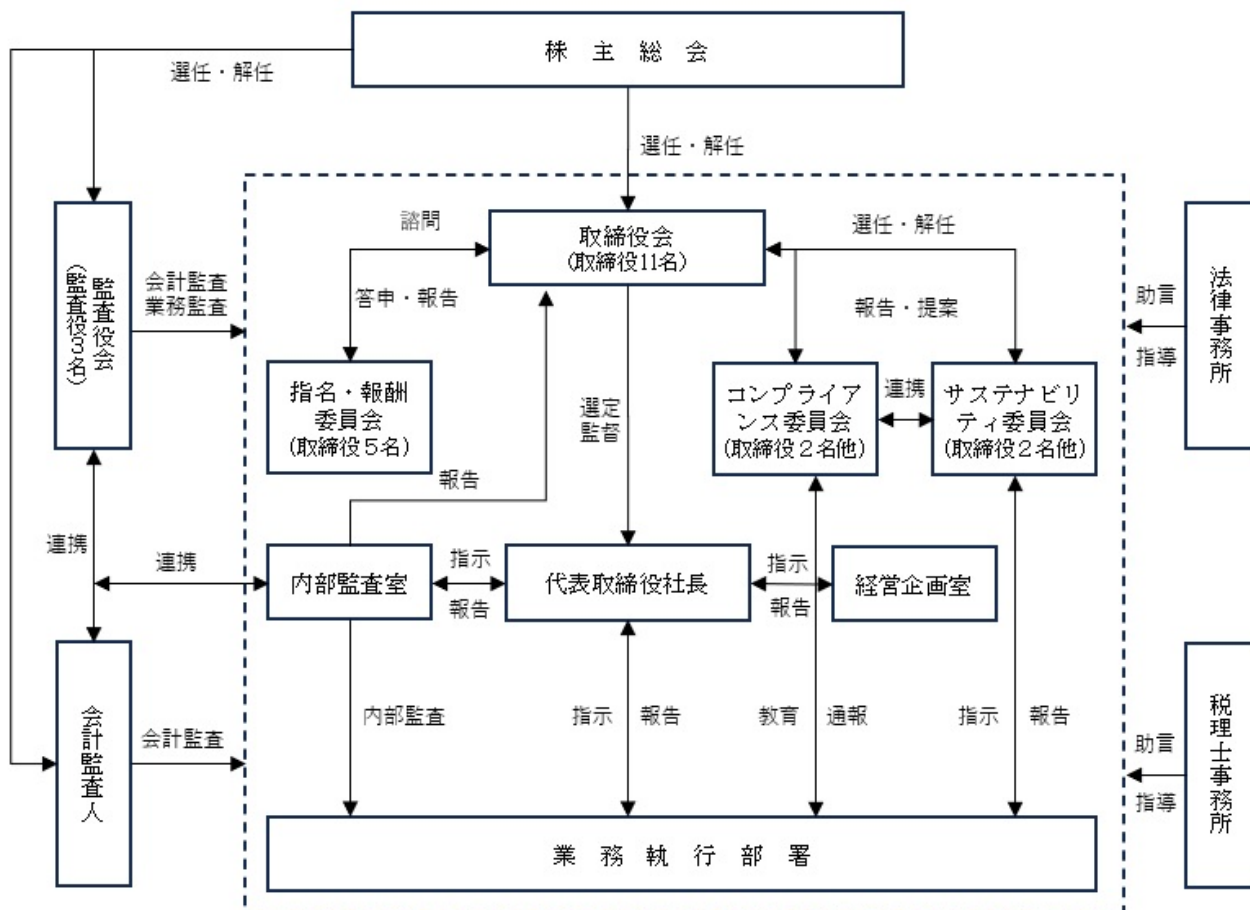 株主総会
選任・解任
選任・解任
諮問
取締役会
(取締役11名)
選任・解任
監査役会
(監査役3名)
会計監査
業務監査
答申・報告
報告・提案
助言
指導
法律事務所
指名・報酬
委員会
(取締役5名)
選定
監督
コンプライア
ンス委員会
(取締役2名他)
連携
サステナビリ
ティ委員会
(取締役2名他)
報告
連携
連携
内部監査室
指示
報告
代表取締役社長
指示
報告
経営企画室
会計監査人
会計監査
内部監査
指示
報告
教育
通報
指示
報告
助言
指導
税理士事務所
業務執行部署